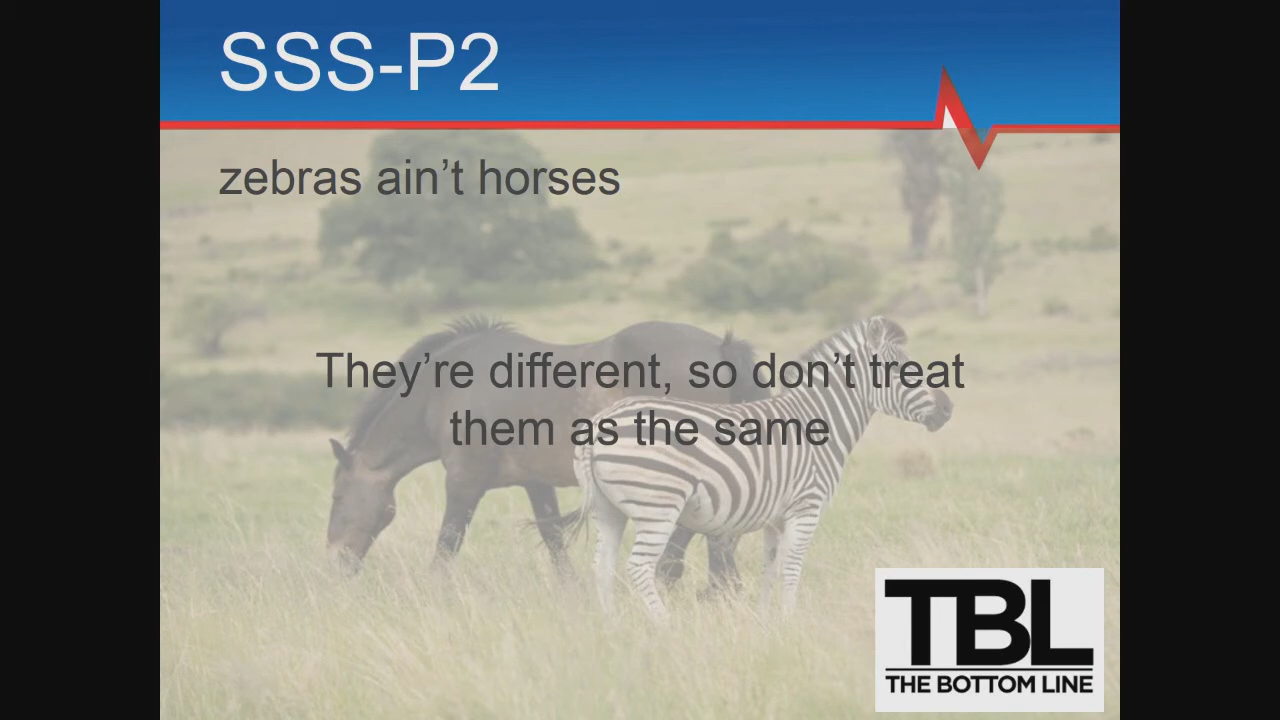 SSS-P2
zebras ain't horses
They're different, so don't treat
them as the same
TBL
THE BOTTOM LINE